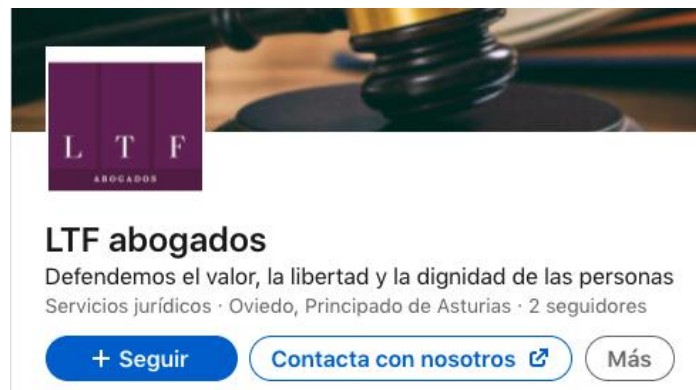 L T F
ABOGADOS
LTF abogados
Defendemos el valor, la libertad y la dignidad de las personas
Servicios jurídicos · Oviedo, Principado de Asturias · 2 seguidores
+ Seguir Contacta con nosotros Más